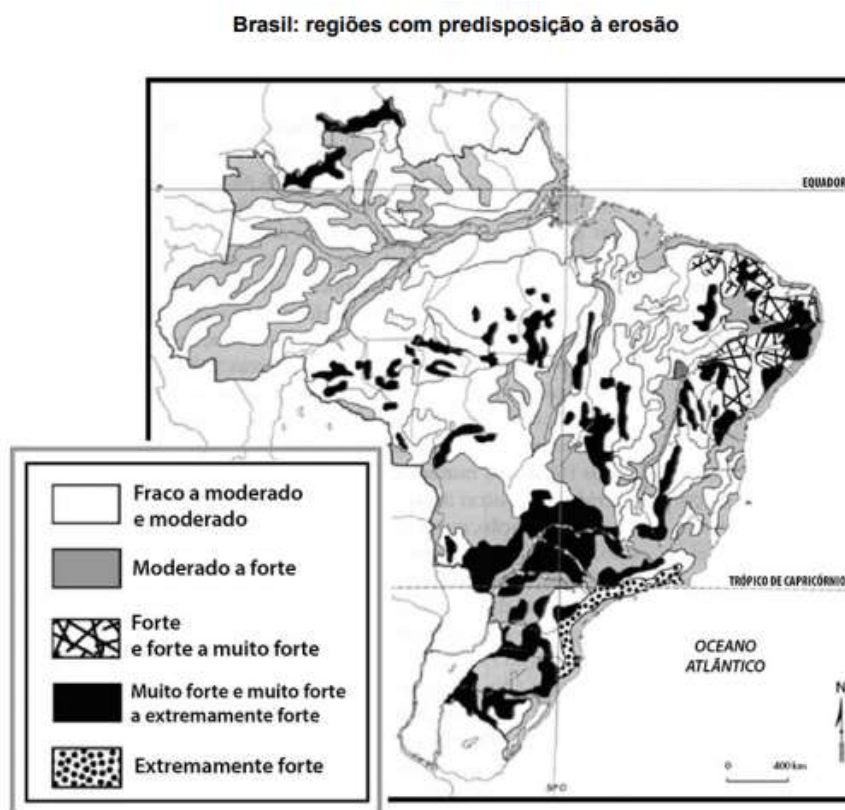 Brasil: regiões com predisposição à erosão
EQUADOR
TRÓPICO DE CAPRICÓRNIO
OCEANO
ATLÂNTICO
N
0 400 km
Fraco a moderado
e moderado
Moderado a forte
Forte
e forte a muito forte
Muito forte e muito forte
a extremamente forte
Extremamente forte